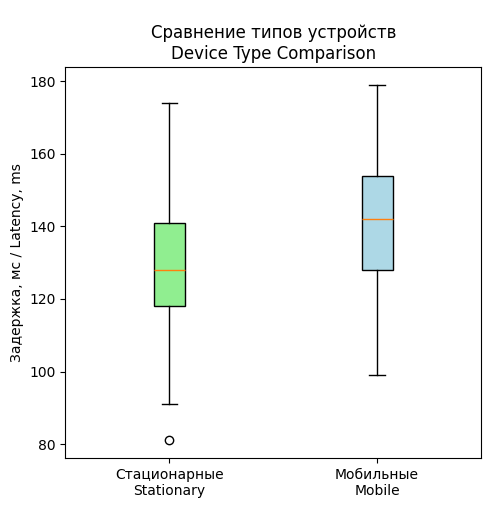 Сравнение типов устройств
Device Type Comparison
Задержка, мс / Latency, ms
180
160
140
120
100
80
Стационарные
Stationary
Мобильные
Mobile